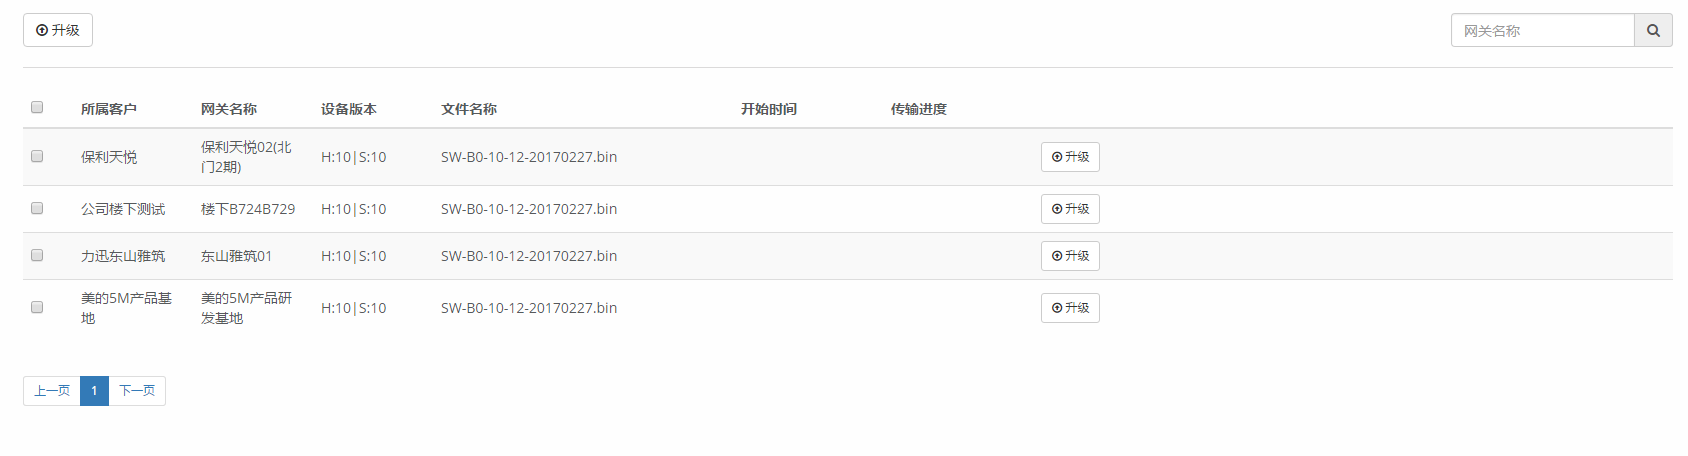 升级
网关名称
所属客户 网关名称 设备版本 文件名称 开始时间 传输进度
保利天悦 保利天悦02(北门2期) H:10|S:10 SW-B0-10-12-20170227.bin 升级
公司楼下测试 楼下B724B729 H:10|S:10 SW-B0-10-12-20170227.bin 升级
力迅东山雅筑 东山雅筑01 H:10|S:10 SW-B0-10-12-20170227.bin 升级
美的5M产品基地 美的5M产品研发基地 H:10|S:10 SW-B0-10-12-20170227.bin 升级
上一页 1 下一页